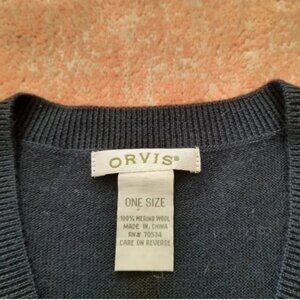 ORVIS®
ONE SIZE
100% MERINO WOOL
MADE IN CHINA
RN# 70534
CARE ON REVERSE